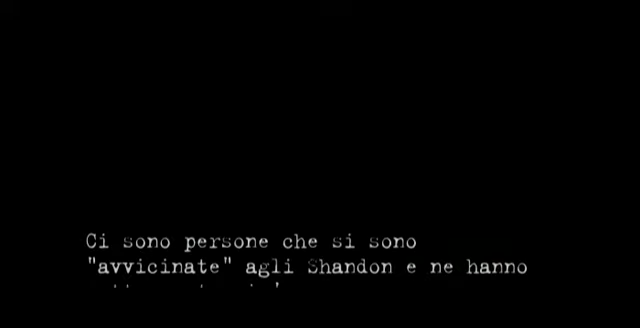 Ci sono persone che si sono
"avvicinate" agli Shandon e ne hanno